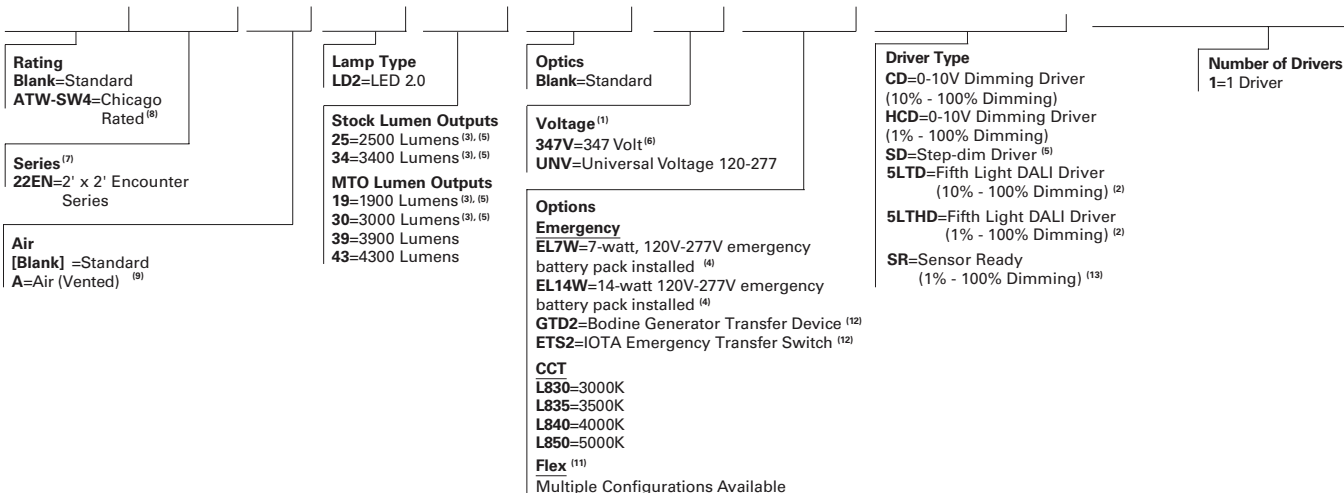 Rating
Blank=Standard
ATW-SW4=Chicago
Rated (8)
Series (7)
22EN=2' x 2' Encounter
Series
Air
[Blank] =Standard
A=Air (Vented) (9)
Lamp Type
LD2=LED 2.0
Stock Lumen Outputs
25=2500 Lumens (3), (5)
34=3400 Lumens (3), (5)
MTO Lumen Outputs
19=1900 Lumens (3), (5)
30=3000 Lumens (3), (5)
39=3900 Lumens
43=4300 Lumens
Optics
Blank=Standard
Voltage (1)
347V=347 Volt (6)
UNV=Universal Voltage 120-277
Options
Emergency
EL7W=7-watt, 120V-277V emergency
battery pack installed (4)
EL14W=14-watt 120V-277V emergency
battery pack installed (4)
GTD2=Bodine Generator Transfer Device (12)
ETS2=IOTA Emergency Transfer Switch (12)
CCT
L830=3000K
L835=3500K
L840=4000K
L850=5000K
Flex (11)
Multiple Configurations Available
Driver Type
CD=0-10V Dimming Driver
(10% - 100% Dimming)
HCD=0-10V Dimming Driver
(1% - 100% Dimming)
SD=Step-dim Driver (5)
5LTD=Fifth Light DALI Driver
(10% - 100% Dimming) (2)
5LTHD=Fifth Light DALI Driver
(1% - 100% Dimming) (2)
SR=Sensor Ready
(1% - 100% Dimming) (13)
Number of Drivers
1=1 Driver